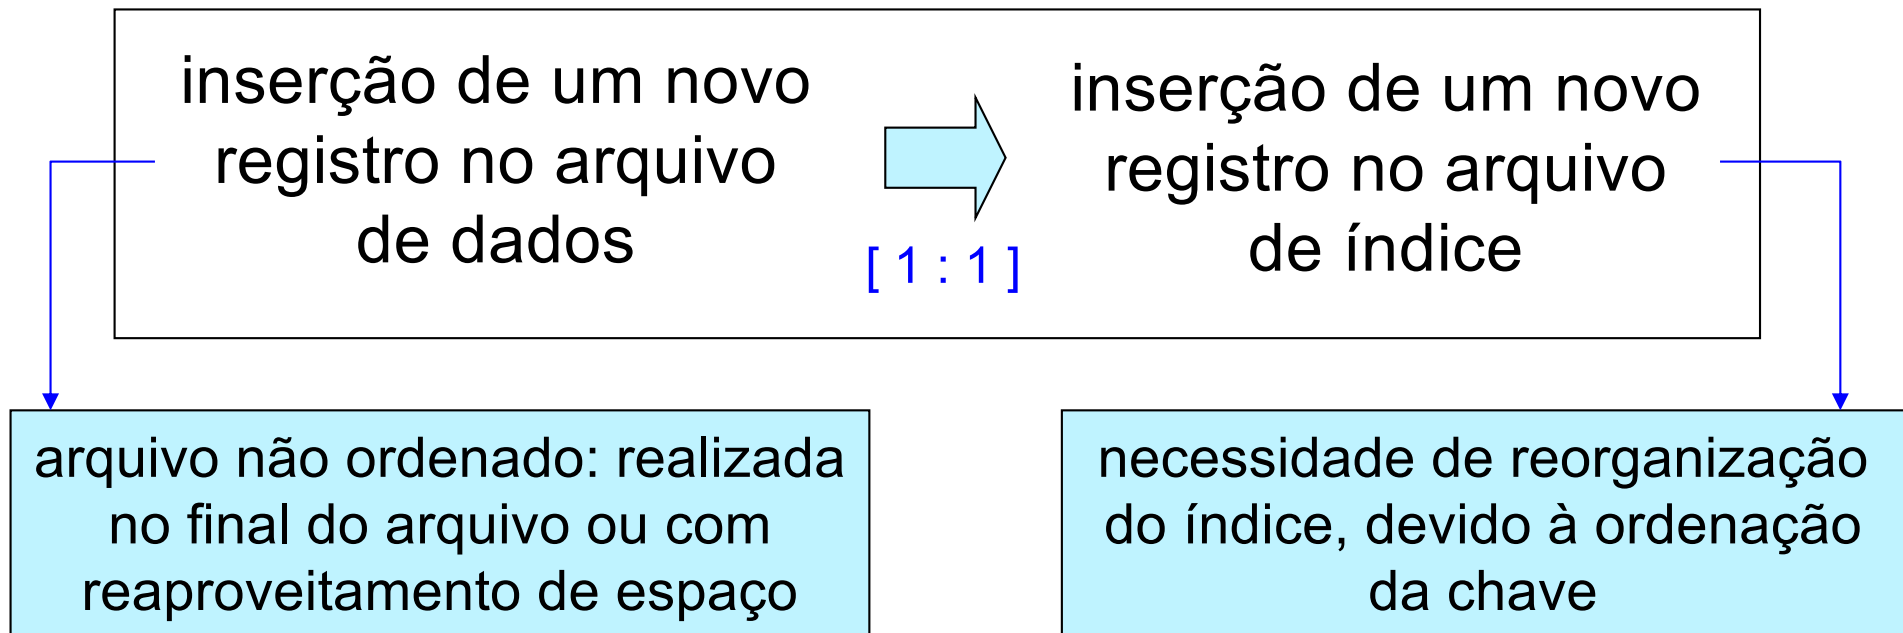 inserção de um novo
registro no arquivo
de dados
[ 1 : 1 ]
inserção de um novo
registro no arquivo
de índice
arquivo não ordenado: realizada
no final do arquivo ou com
reaproveitamento de espaço
necessidade de reorganização
do índice, devido à ordenação
da chave